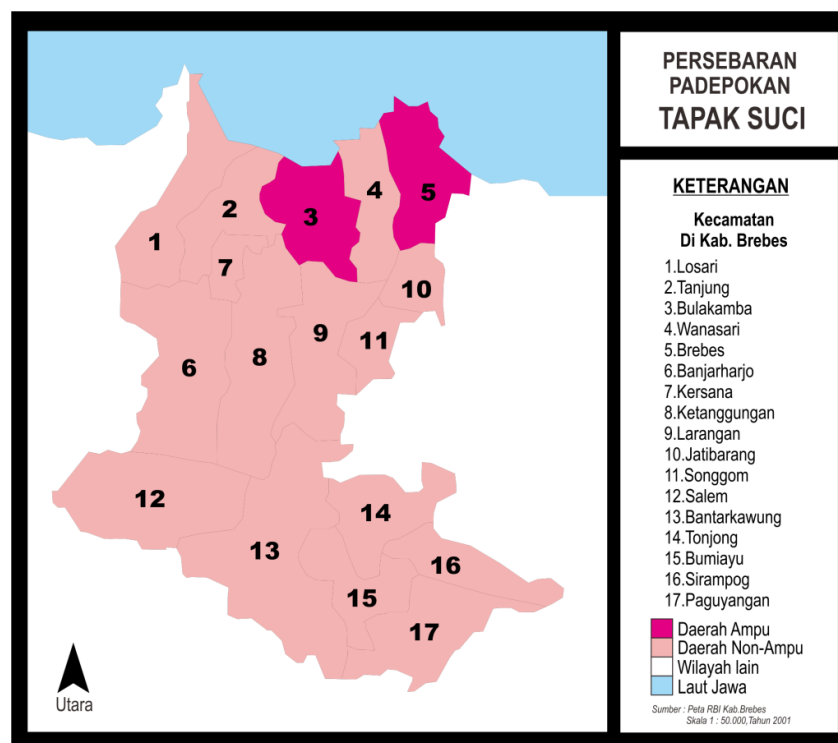 PERSEBARAN
PADEPOKAN
TAPAK SUCI
KETERANGAN
Kecamatan
Di Kab. Brebes
1.Losari
2.Tanjung
3.Bulakamba
4.Wanasari
5.Brebes
6.Banjarharjo
7.Kersana
8.Ketanggungan
9.Larangan
10.Jatibarang
11.Songgom
12.Salem
13.Bantarkawung
14.Tonjong
15.Bumiayu
16.Sirampog
17.Paguyangan
Daerah Ampu
Daerah Non-Ampu
Wilayah lain
Laut Jawa
Sumber : Peta RBI Kab.Brebes
Skala 1 : 50.000,Tahun 2001
1
2
3
4
5
6
7
8
9
10
11
12
13
14
15
16
17
Utara